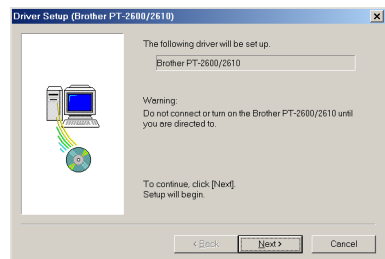 Driver Setup (Brother PT-2600/2610)
The following driver will be set up.
Brother PT-2600/2610
Warning:
Do not connect or turn on the Brother PT-2600/2610 until
you are directed to.
To continue, click [Next].
Setup will begin.
< Back
Next >
Cancel